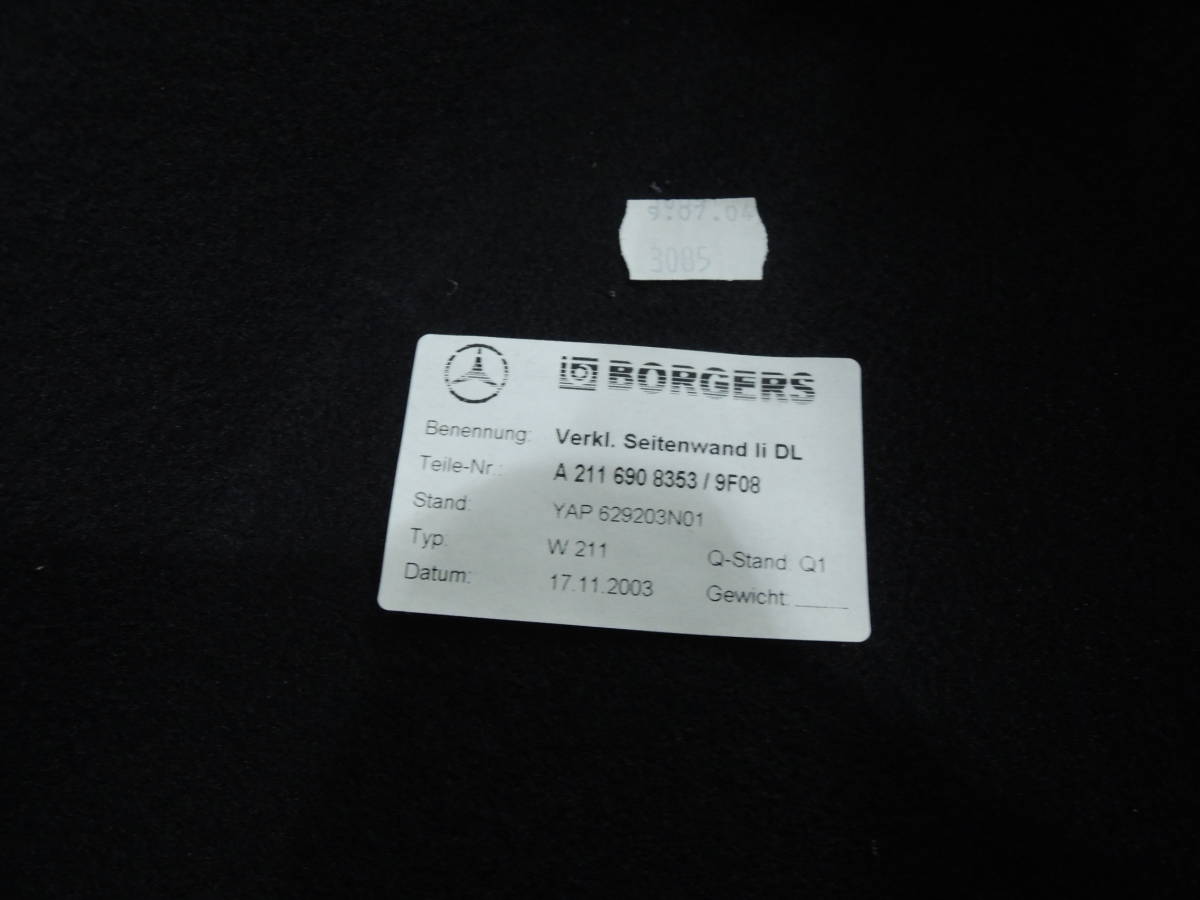 9.07.04
3085
BORGERS
Benennung: Verkl. Seitenwand li DL
Teile-Nr.: A 211 690 8353 / 9F08
Stand: YAP 629203N01
Typ: W 211 Q-Stand: Q1
Datum: 17.11.2003 Gewicht: ____